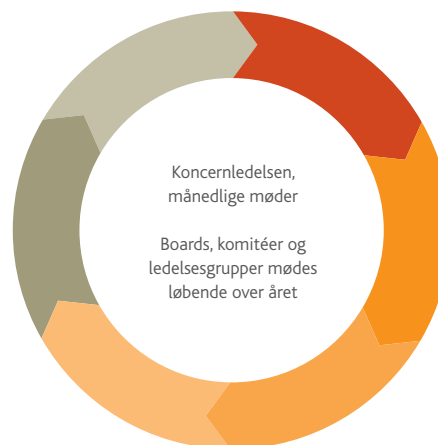 Koncernledelsen,
månedlige møder
Boards, komitéer og
ledelsesgrupper mødes
løbende over året